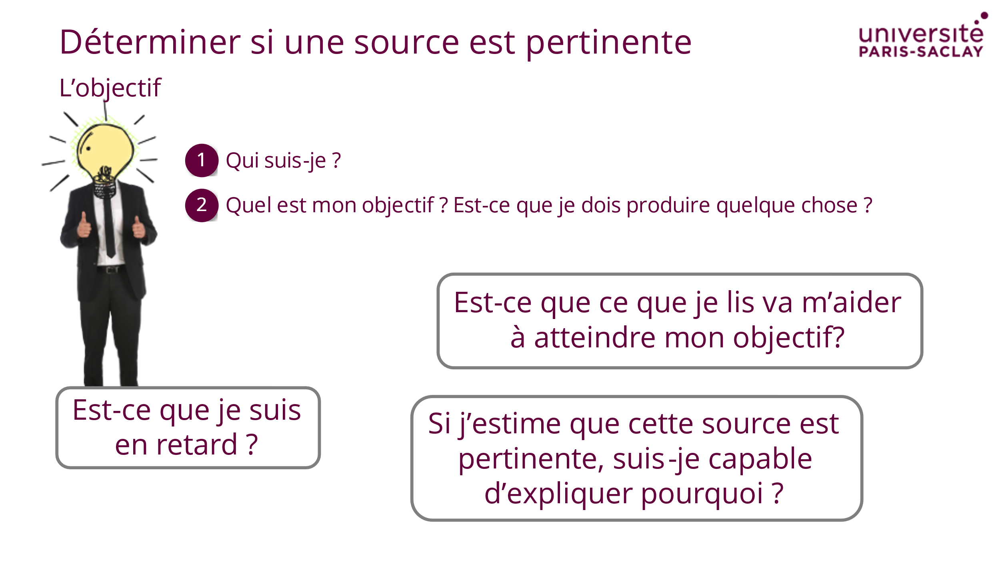 Déterminer si une source est pertinente
université
PARIS-SACLAY
L’objectif
1 Qui suis-je ?
2 Quel est mon objectif ? Est-ce que je dois produire quelque chose ?
Est-ce que ce que je lis va m’aider
à atteindre mon objectif?
Est-ce que je suis
en retard ?
Si j’estime que cette source est
pertinente, suis-je capable
d’expliquer pourquoi ?